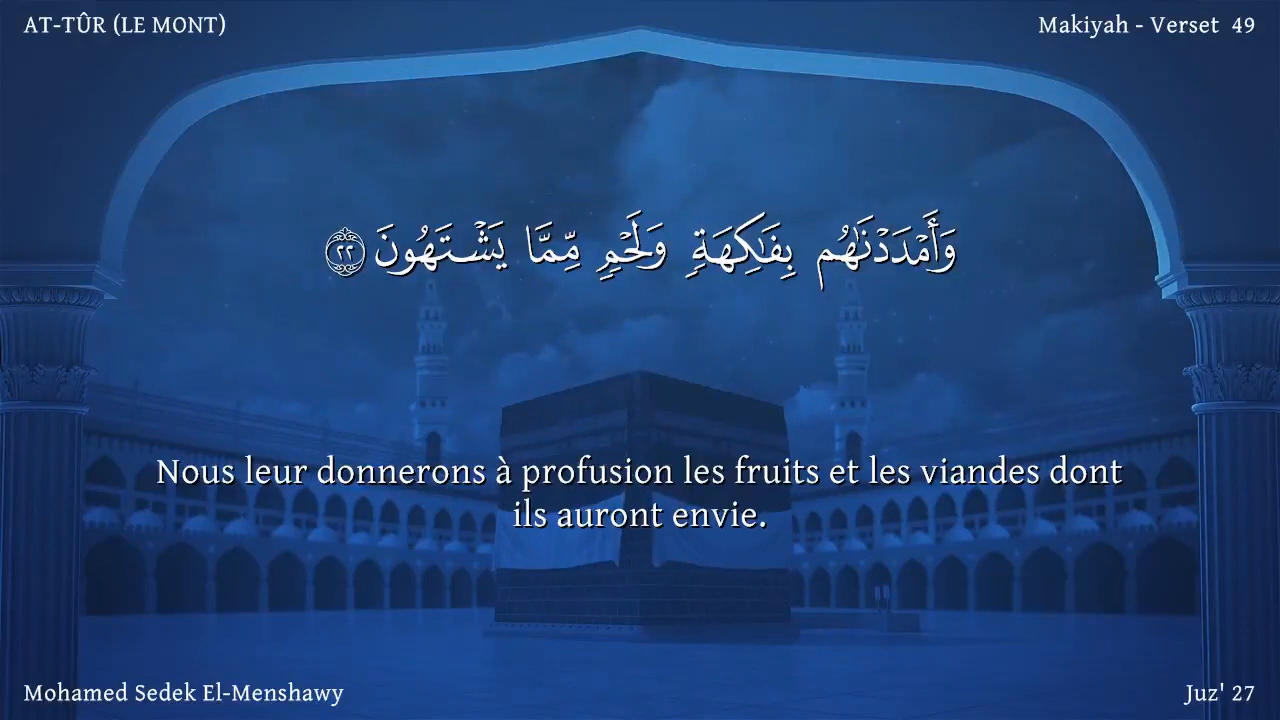 AT-TÛR (LE MONT)
Makiyah - Verset 49
وَأَمْدَدْنَٰهُم بِفَٰكِهَةٍ وَلَحْمٍ مِّمَّا يَشْتَهُونَ ٢٢
Nous leur donnerons à profusion les fruits et les viandes dont
ils auront envie.
Mohamed Sedek El-Menshawy
Juz' 27